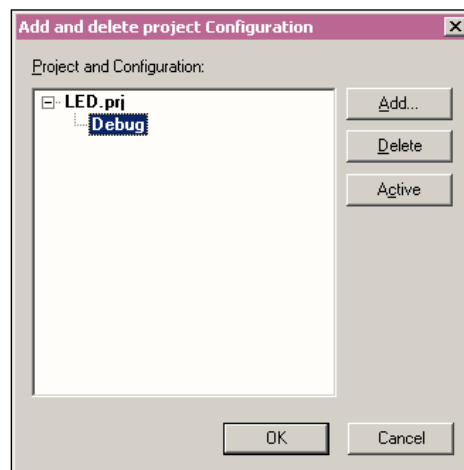 Add and delete project Configuration
Project and Configuration:
LED.prj
Debug
Add...
Delete
Active
OK
Cancel